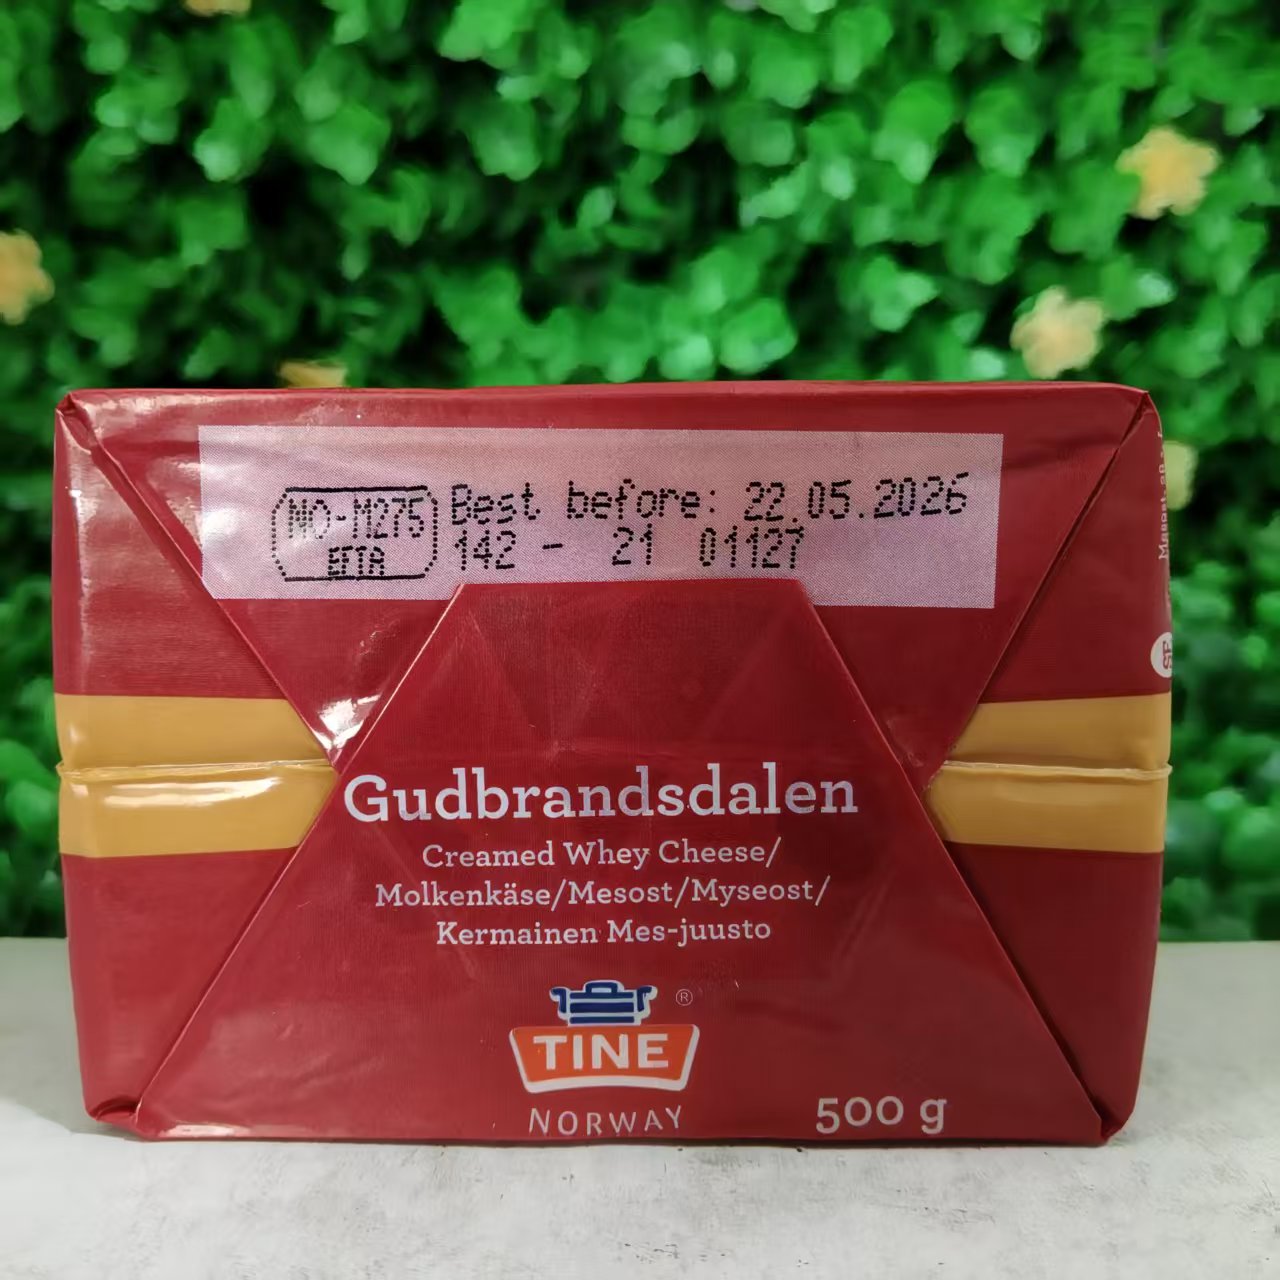 NO-M275
EFTA
Best before: 22.05.2026
142 - 21 01127
Gudbrandsdalen
Creamed Whey Cheese/
Molkenkäse/Mesost/Myseost/
Kermainen Mes-juusto
®
TINE
NORWAY
500 g